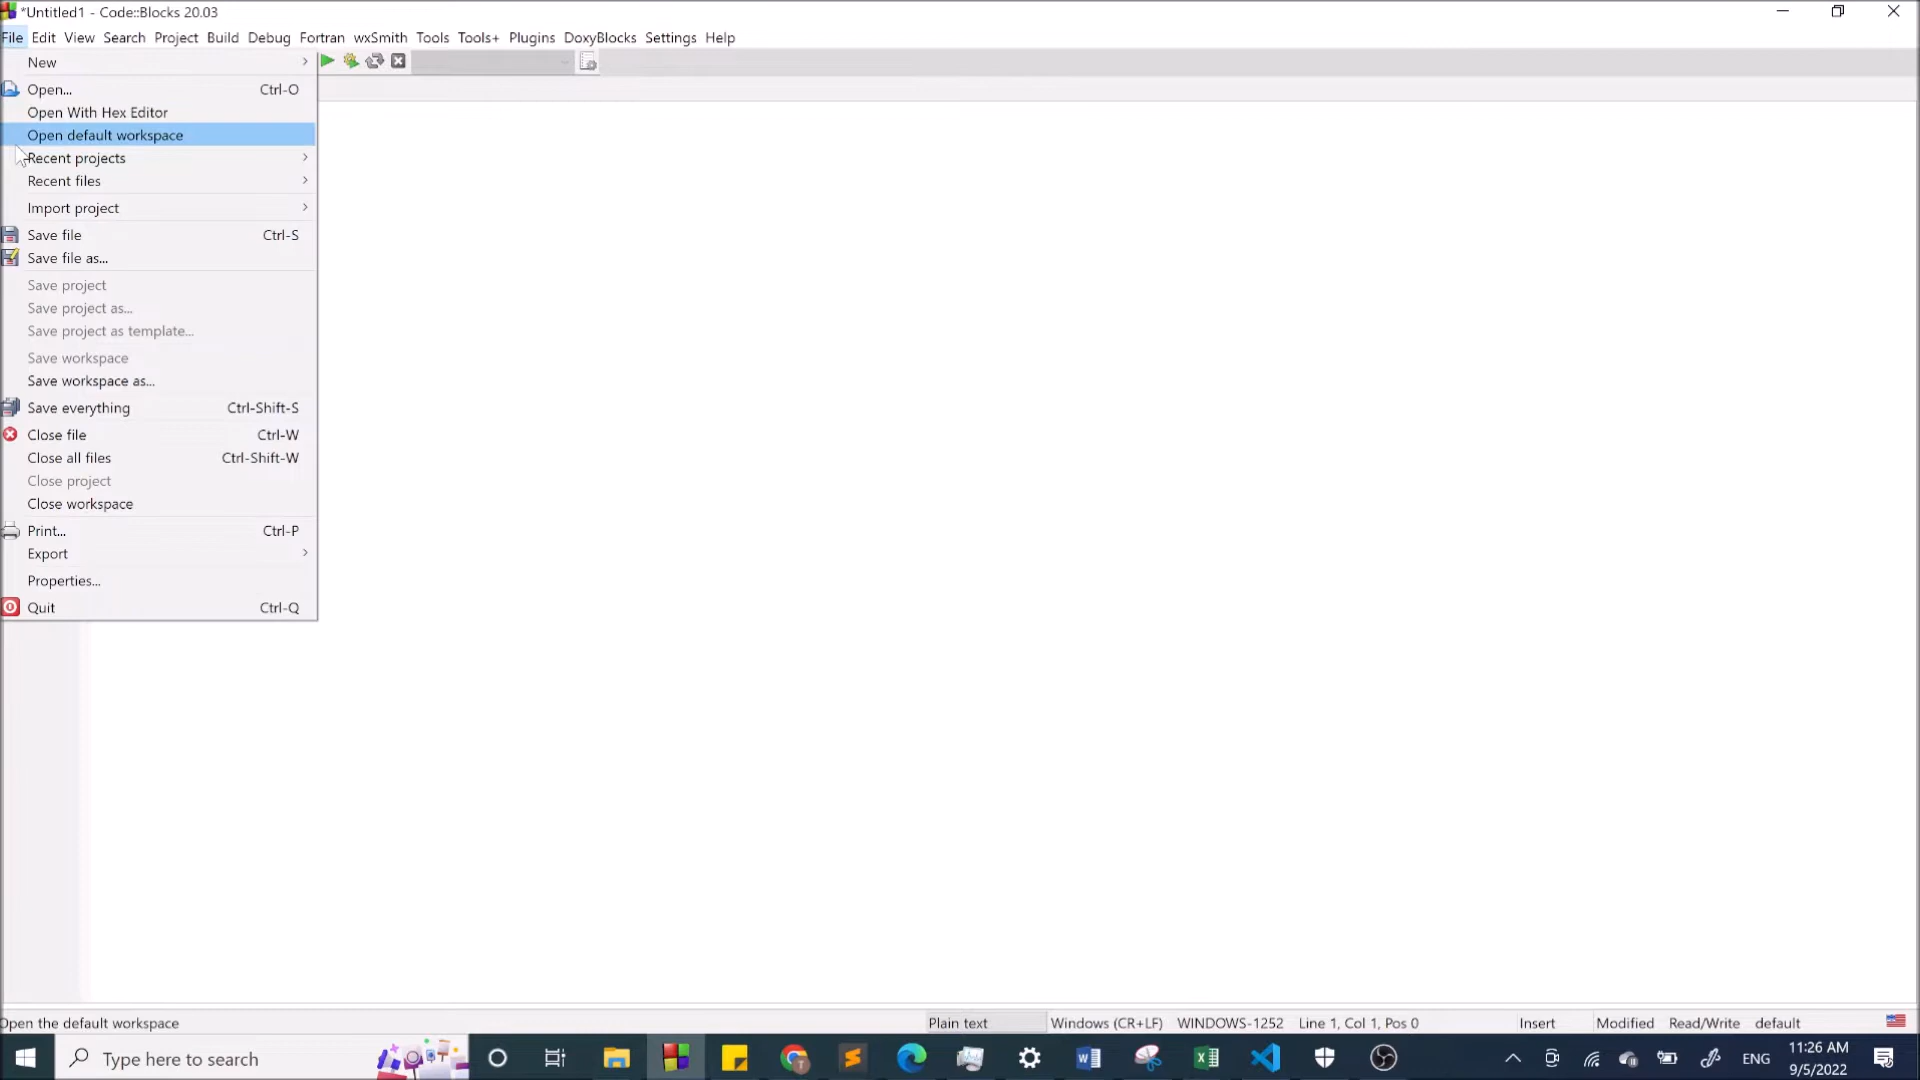 *Untitled1 - Code::Blocks 20.03
File Edit View Search Project Build Debug Fortran wxSmith Tools Tools+ Plugins DoxyBlocks Settings Help
New
Open... Ctrl-O
Open With Hex Editor
Open default workspace
Recent projects
Recent files
Import project
Save file Ctrl-S
Save file as...
Save project
Save project as...
Save project as template...
Save workspace
Save workspace as...
Save everything Ctrl-Shift-S
Close file Ctrl-W
Close all files Ctrl-Shift-W
Close project
Close workspace
Print... Ctrl-P
Export
Properties...
Quit Ctrl-Q
Open the default workspace Plain text Windows (CR+LF) WINDOWS-1252 Line 1, Col 1, Pos 0 Insert Modified Read/Write default
Type here to search ENG 11:26 AM
9/5/2022